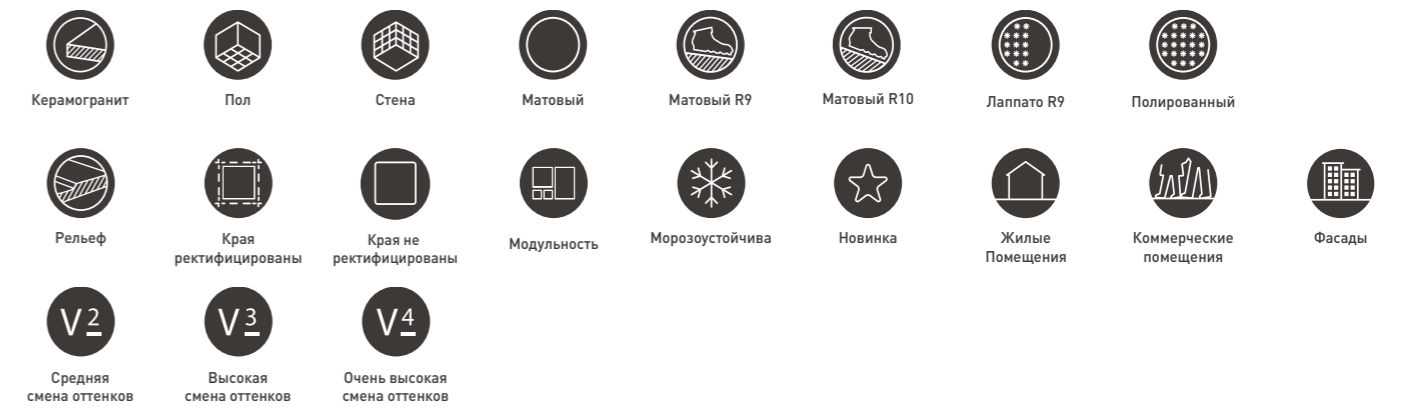 Керамогранит
Пол
Стена
Матовый
Матовый R9
Матовый R10
Лаппато R9
Полированный
Рельеф
Края
ректифицированы
Края не
ректифицированы
Модульность
Морозоустойчива
Новинка
Жилые
Помещения
Коммерческие
помещения
Фасады
V2
Средняя
смена оттенков
V3
Высокая
смена оттенков
V4
Очень высокая
смена оттенков